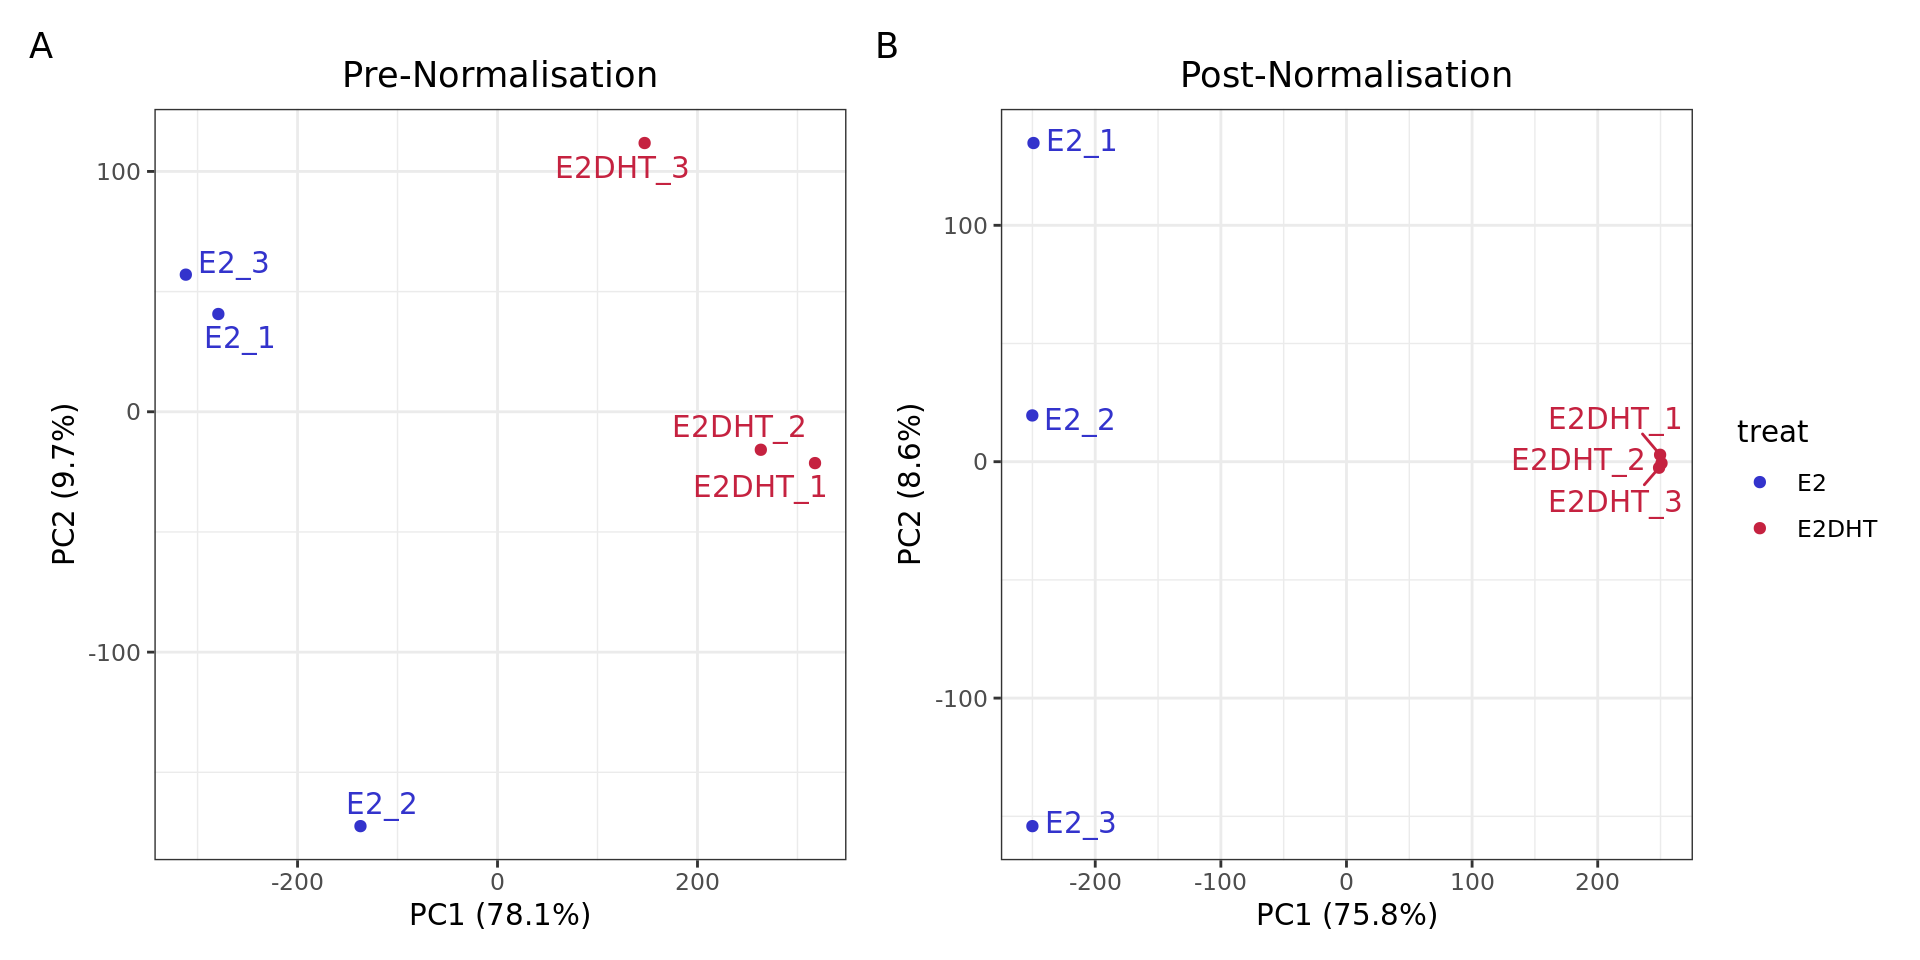 A
Pre-Normalisation
100
0
-100
PC2 (9.7%)
E2DHT_3
E2_3
E2_1
E2DHT_2
E2DHT_1
E2_2
-200
0
200
PC1 (78.1%)
B
Post-Normalisation
100
0
-100
PC2 (8.6%)
E2_1
E2_2
E2DHT_1
E2DHT_2
E2DHT_3
E2_3
-200
-100
0
100
200
PC1 (75.8%)
treat
E2
E2DHT